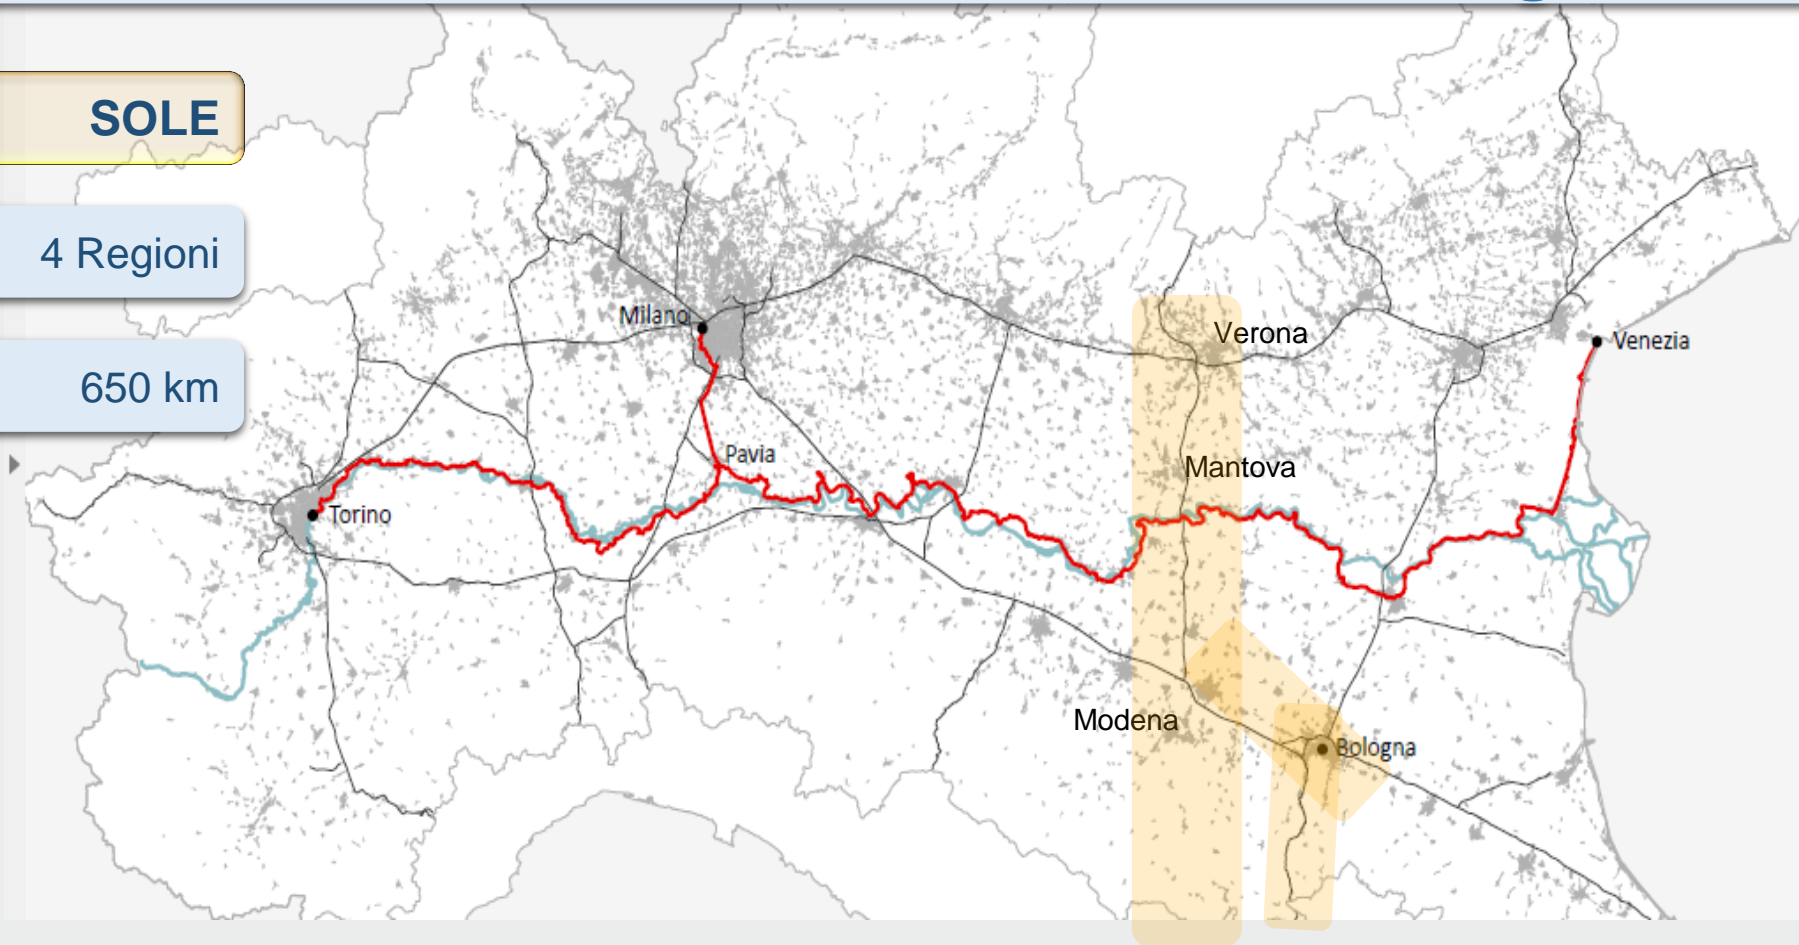 SOLE
4 Regioni
650 km
Milano
Verona
Venezia
Pavia
Mantova
Torino
Modena
Bologna